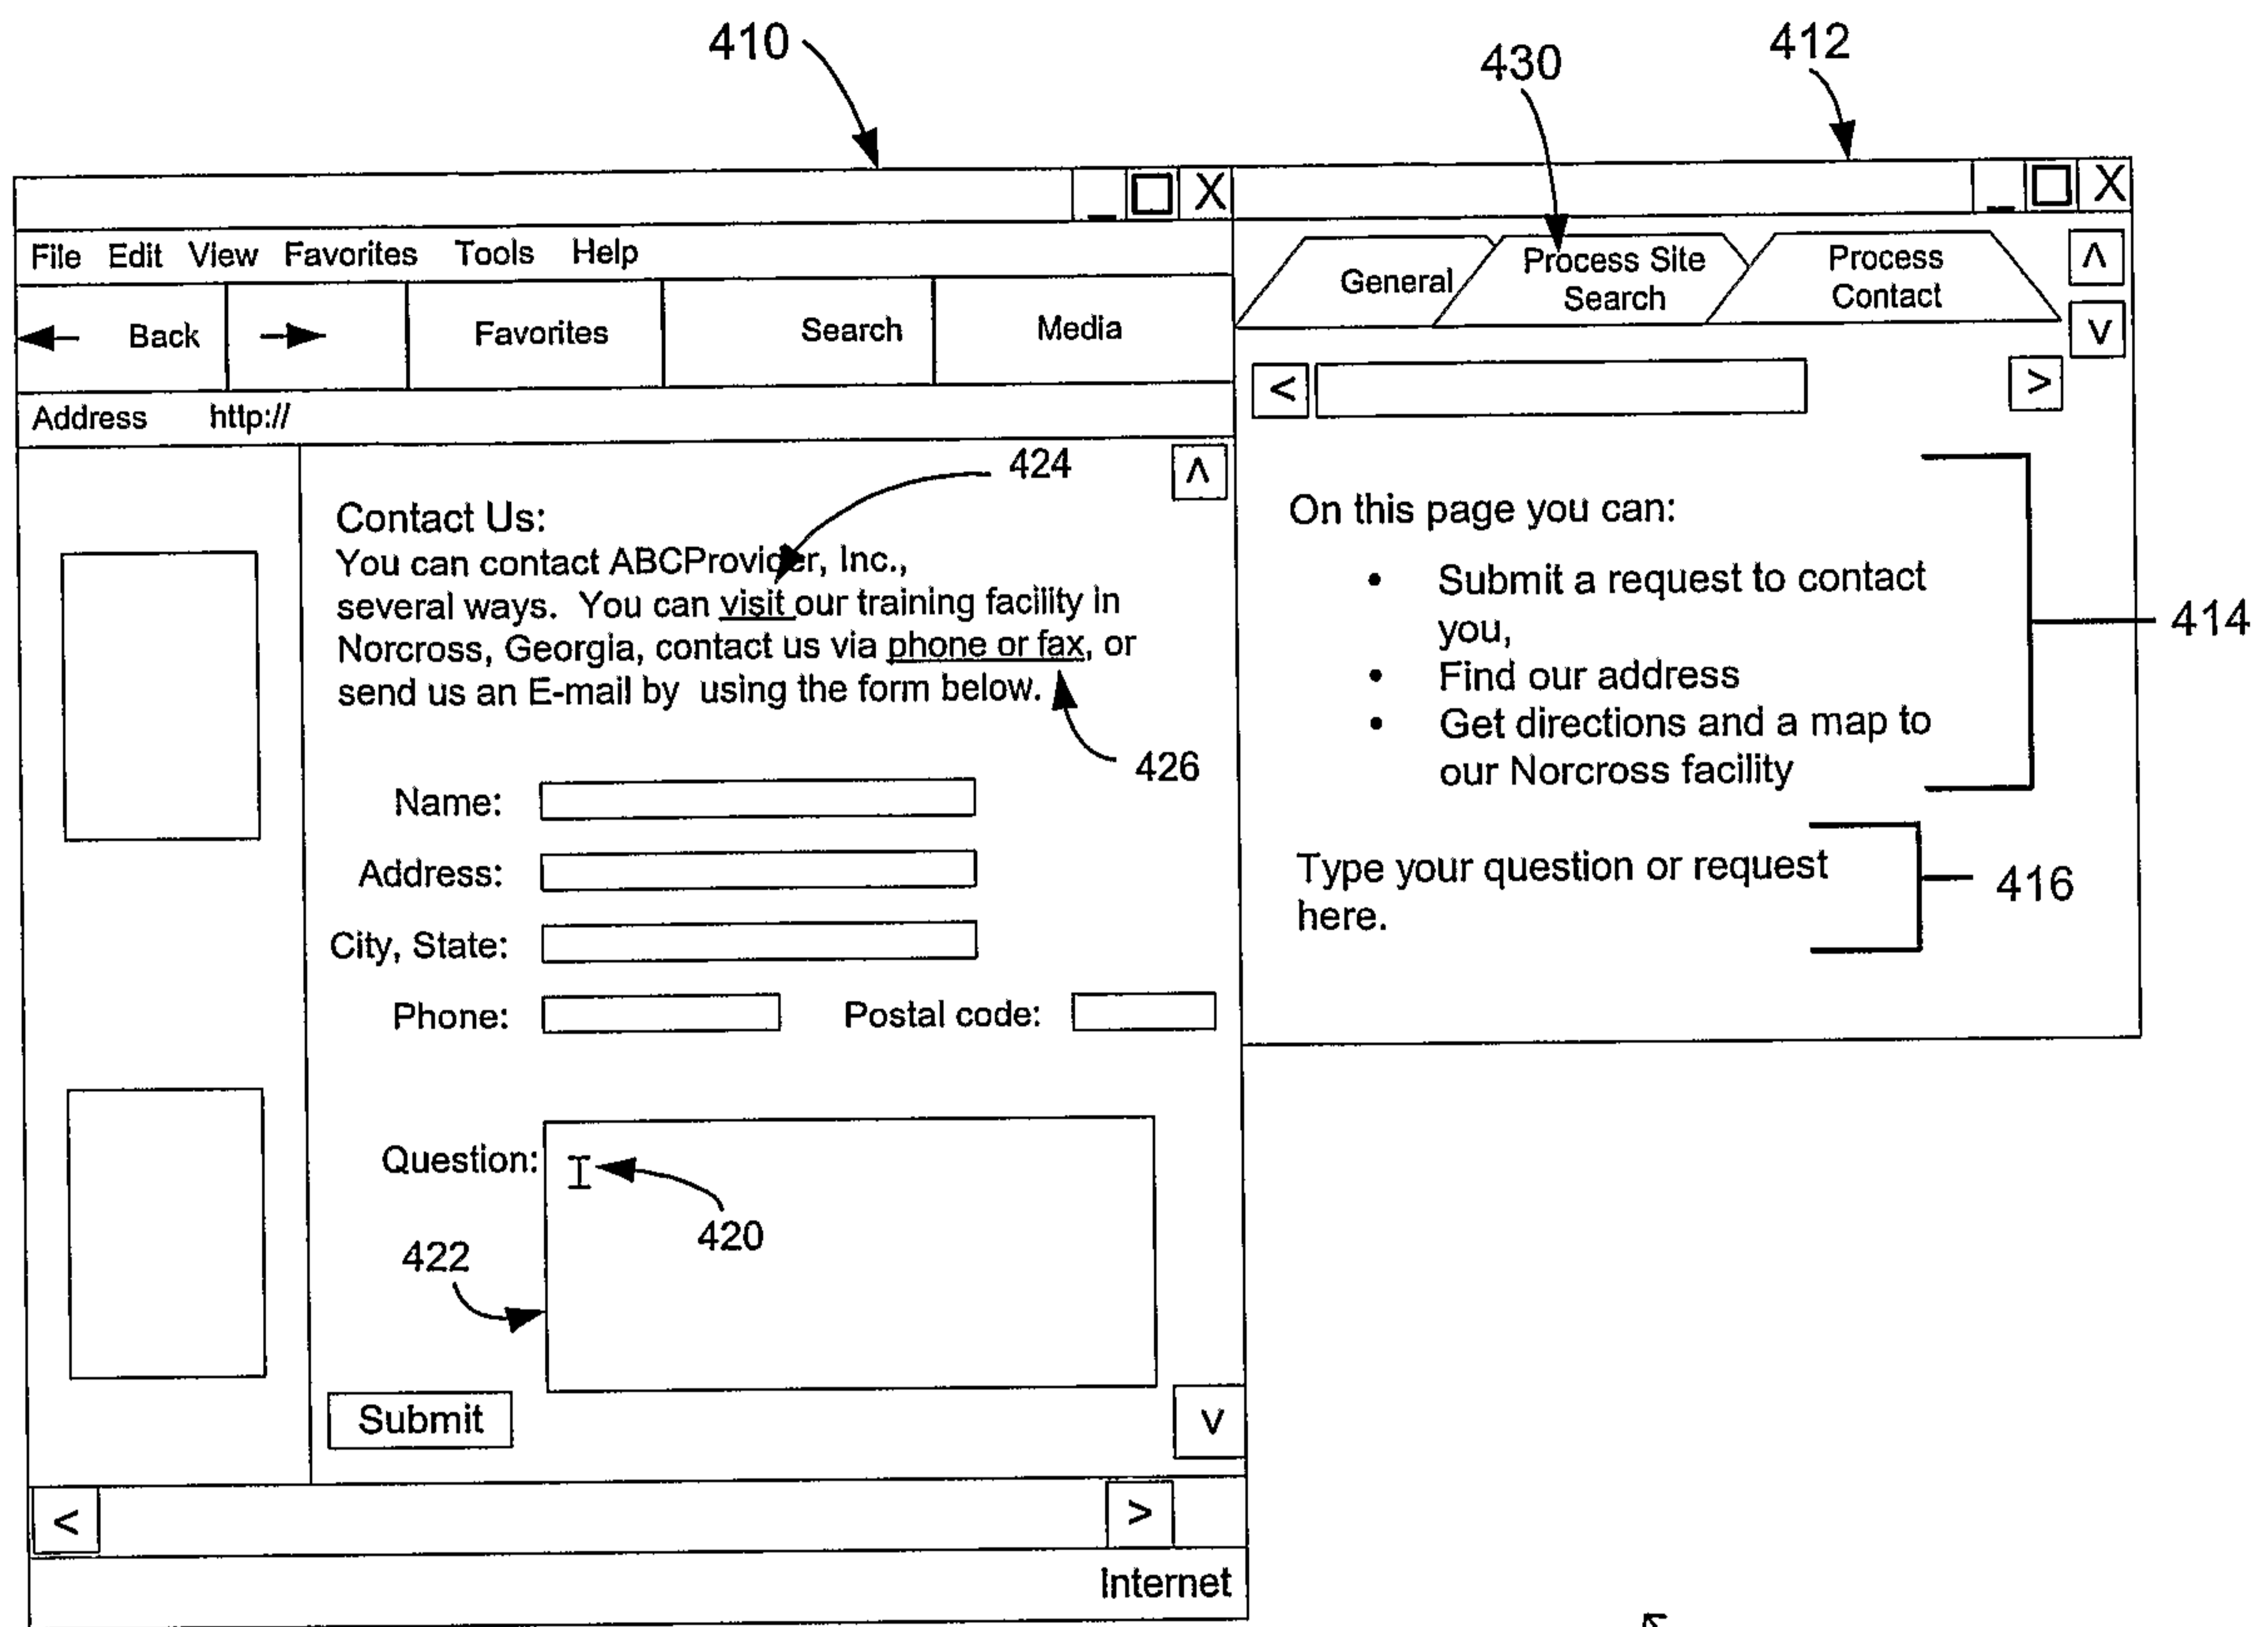 410
430
412
_ □ X
_ □ X
File Edit View Favorites Tools Help
← Back → Favorites Search Media
Address http://
General
Process Site
Search
Process
Contact
^
v
< >
424
^
Contact Us:
You can contact ABCProvider, Inc.,
several ways. You can visit our training facility in
Norcross, Georgia, contact us via phone or fax, or
send us an E-mail by using the form below.
426
Name:
Address:
City, State:
Phone: Postal code:
Question:
420
422
Submit
v
< >
Internet
On this page you can:
• Submit a request to contact
you,
• Find our address
• Get directions and a map to
our Norcross facility
414
Type your question or request
here.
416